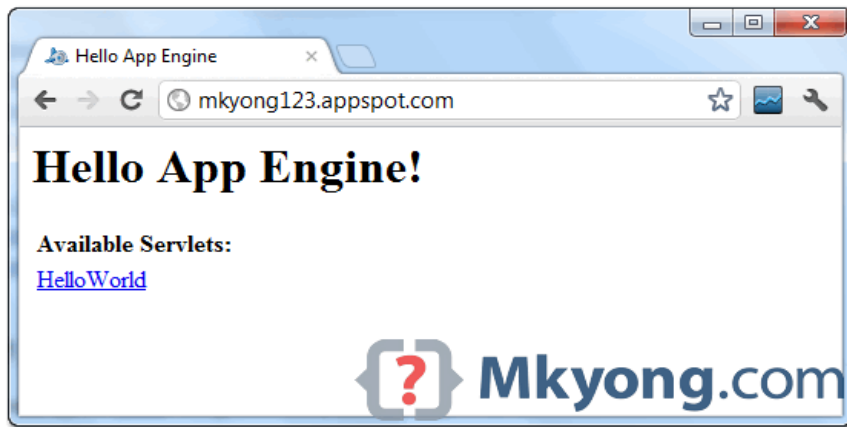 Hello App Engine
mkyong123.appspot.com
Hello App Engine!
Available Servlets:
HelloWorld
{?} Mkyong.com